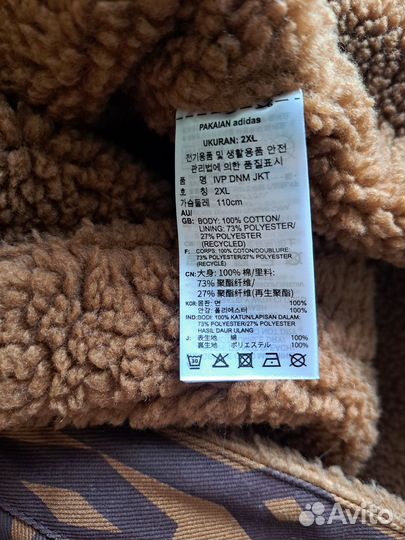 PAKAIAN adidas
UKURAN: 2XL
전기용품 및 생활용품 안전
관리법에 의한 품질표시
품 명 IVP DNM JKT
호 칭 2XL
가슴둘레 110cm
AU/
GB: BODY: 100% COTTON/
LINING: 73% POLYESTER/
27% POLYESTER
(RECYCLED)
F: CORPS: 100% COTON/DOUBLURE:
73% POLYESTER/27% POLYESTER
(RECYCLÉ)
CN: 大身: 100% 棉/里料:
73% 聚酯纤维/
27% 聚酯纤维(再生聚酯)
KOR: 몸판: 면 100%
안감: 폴리에스터 100%
IND: BODI: 100% KATUN/LAPISAN DALAM:
73% POLYESTER/27% POLYESTER
HASIL DAUR ULANG
J: 表生地 綿 100%
裏生地 ポリエステル 100%
30
Avito